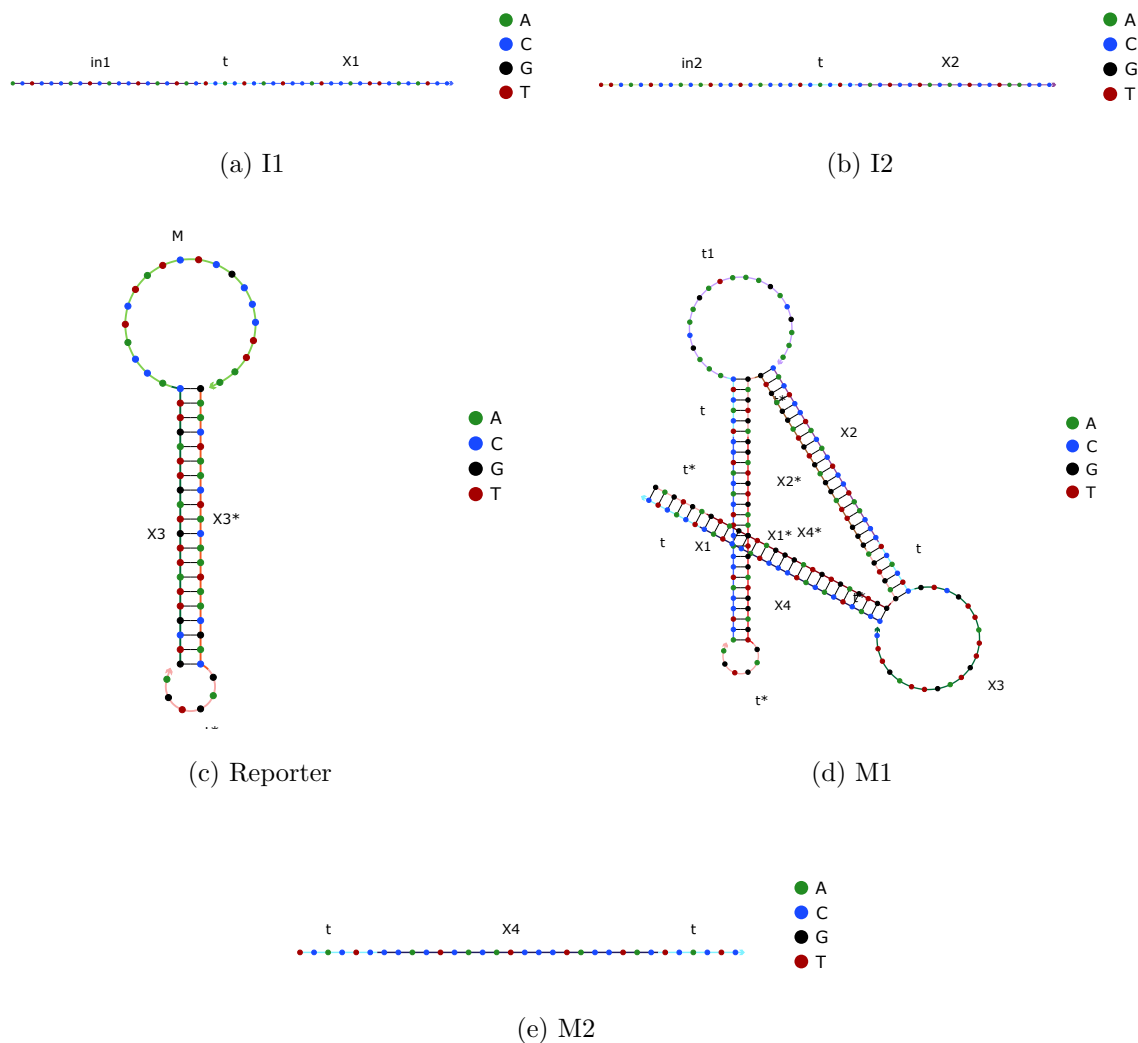 in1 t X1
A
C
G
T
(a) I1
in2 t X2
A
C
G
T
(b) I2
M
X3 X3*
A
C
G
T
(c) Reporter
t1
t t*
X2
t* X2*
t X1 X1* X4*
t
X4 t*
X3
t*
A
C
G
T
(d) M1
t X4 t
A
C
G
T
(e) M2